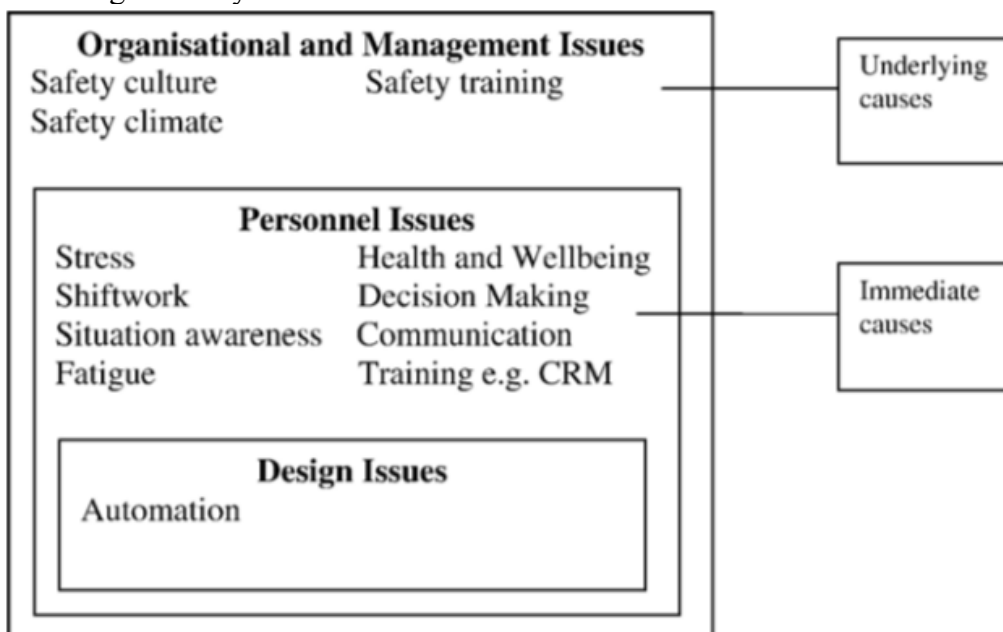 Organisational and Management Issues
Safety culture Safety training
Safety climate
Underlying
causes
Personnel Issues
Stress Health and Wellbeing
Shiftwork Decision Making
Situation awareness Communication
Fatigue Training e.g. CRM
Immediate
causes
Design Issues
Automation